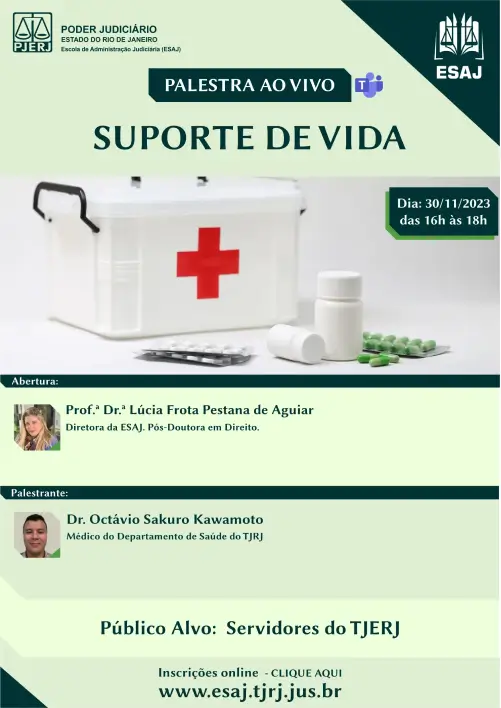 PJERJ
PODER JUDICIÁRIO
ESTADO DO RIO DE JANEIRO
Escola de Administração Judiciária (ESAJ)
ESAJ
PALESTRA AO VIVO
T
SUPORTE DE VIDA
Dia: 30/11/2023
das 16h às 18h
Abertura:
Prof.ª Dr.ª Lúcia Frota Pestana de Aguiar
Diretora da ESAJ. Pós-Doutora em Direito.
Palestrante:
Dr. Octávio Sakuro Kawamoto
Médico do Departamento de Saúde do TJRJ
Público Alvo: Servidores do TJERJ
Inscrições online - CLIQUE AQUI
www.esaj.tjrj.jus.br